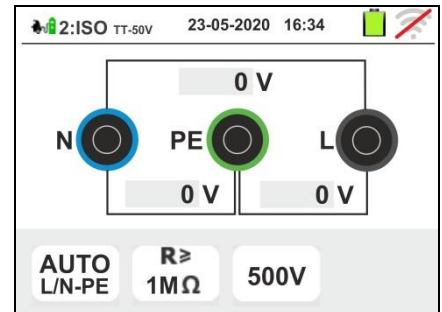 2:ISO TT-50V 23-05-2020 16:34
0 V
N PE L
0 V 0 V
AUTO R≥ 500V
L/N-PE 1MΩ